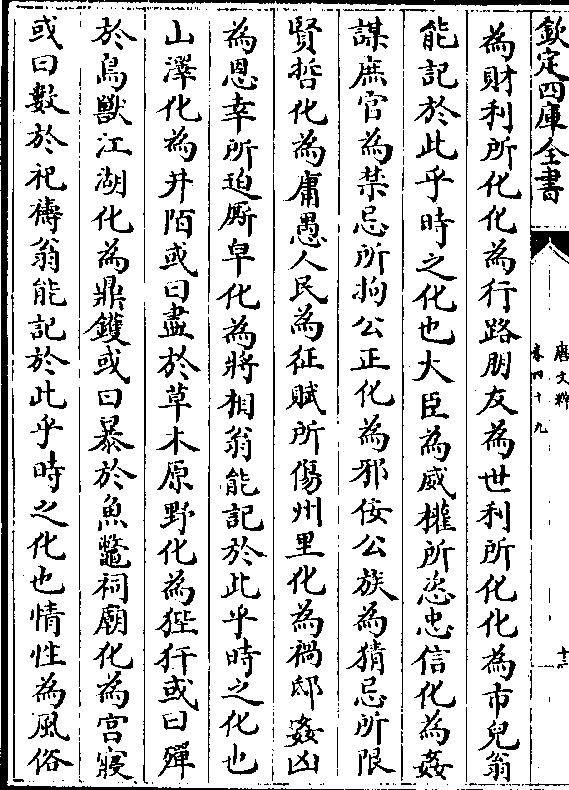 欽定四庫全書
唐文粹
卷四十九
十二
為財利所化化為行路朋友為世利所化化為市兒翁
能記於此乎時之化也大臣為威權所恣忠信化為姦
謀庶官為禁忌所拘公正化為邪佞公族為猜忌所限
賢哲化為庸愚人民為征賦所傷州里化為禍邸姦凶
為恩幸所迫厮皁化為將相翁能記於此乎時之化也
山澤化為井陌或曰盡於草木原野化為狴犴或曰殫
於鳥獸江湖化為鼎鑊或曰暴於魚鼈祠廟化為宫寢
或曰數於祀禱翁能記於此乎時之化也情性為風俗